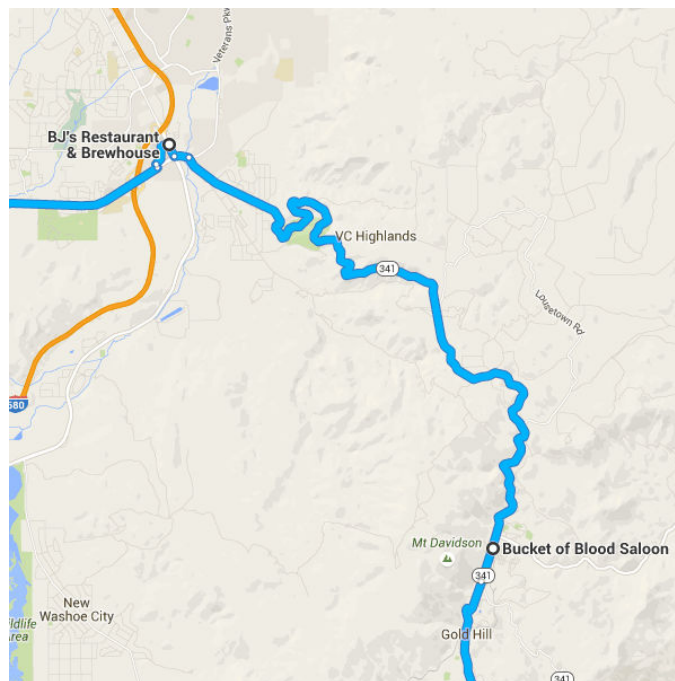 Veterans Pkwy
BJ's Restaurant
& Brewhouse
VC Highlands
341
Lousetown Rd
580
Mt Davidson
Bucket of Blood Saloon
341
New
Washoe City
Area
Gold Hill
341